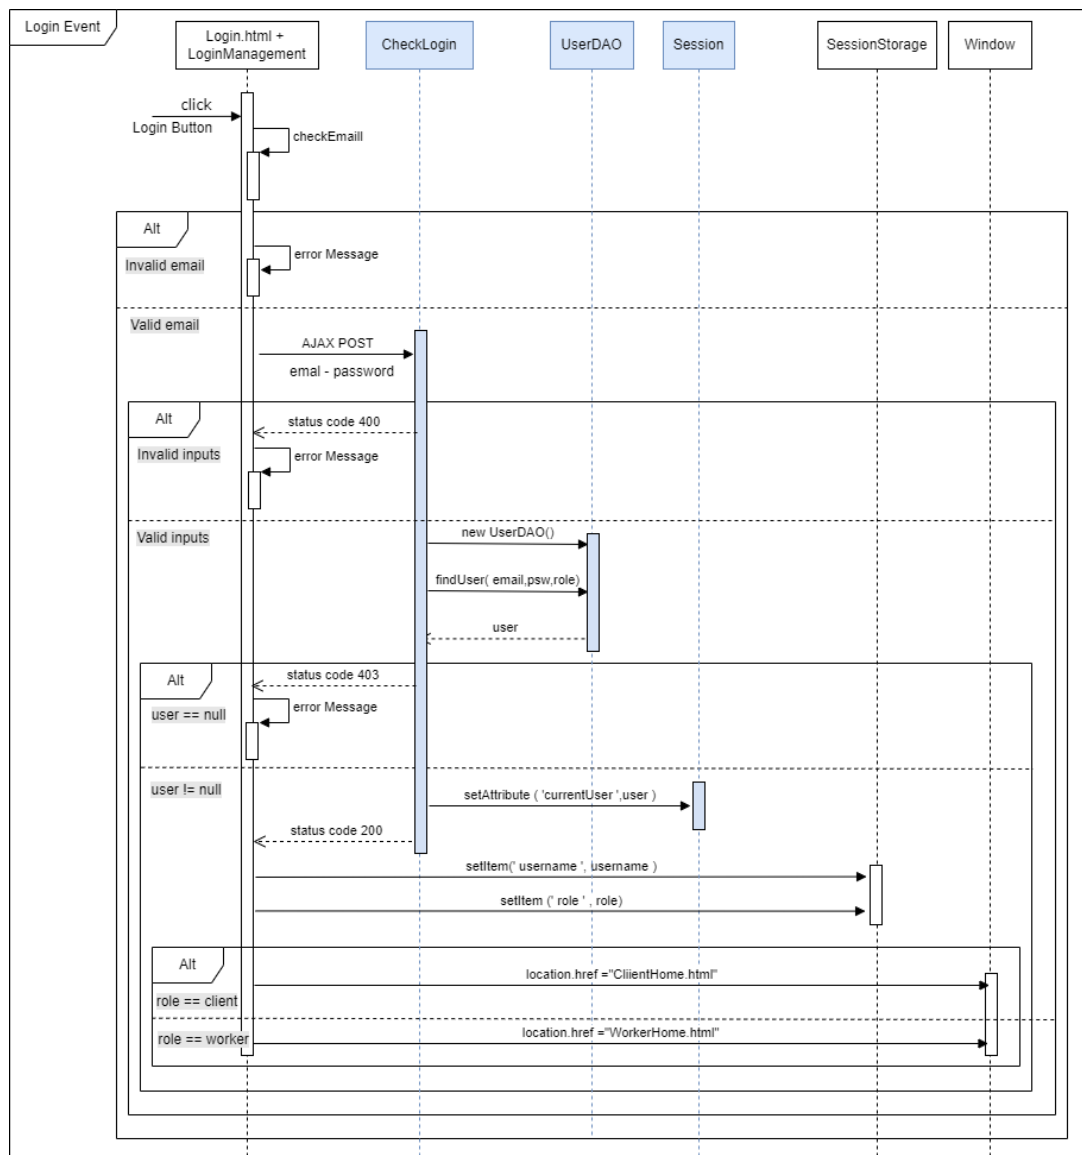 Login Event
Login.html +
LoginManagement
CheckLogin
UserDAO
Session
SessionStorage
Window
click
Login Button
checkEmaill
Alt
Invalid email
error Message
Valid email
AJAX POST
emal - password
Alt
status code 400
Invalid inputs
error Message
Valid inputs
new UserDAO()
findUser( email,psw,role)
user
Alt
status code 403
user == null
error Message
user != null
setAttribute ( 'currentUser ',user )
status code 200
setItem(' username ', username )
setItem (' role ' , role)
Alt
location.href ="CliientHome.html"
role == client
location.href ="WorkerHome.html"
role == worker